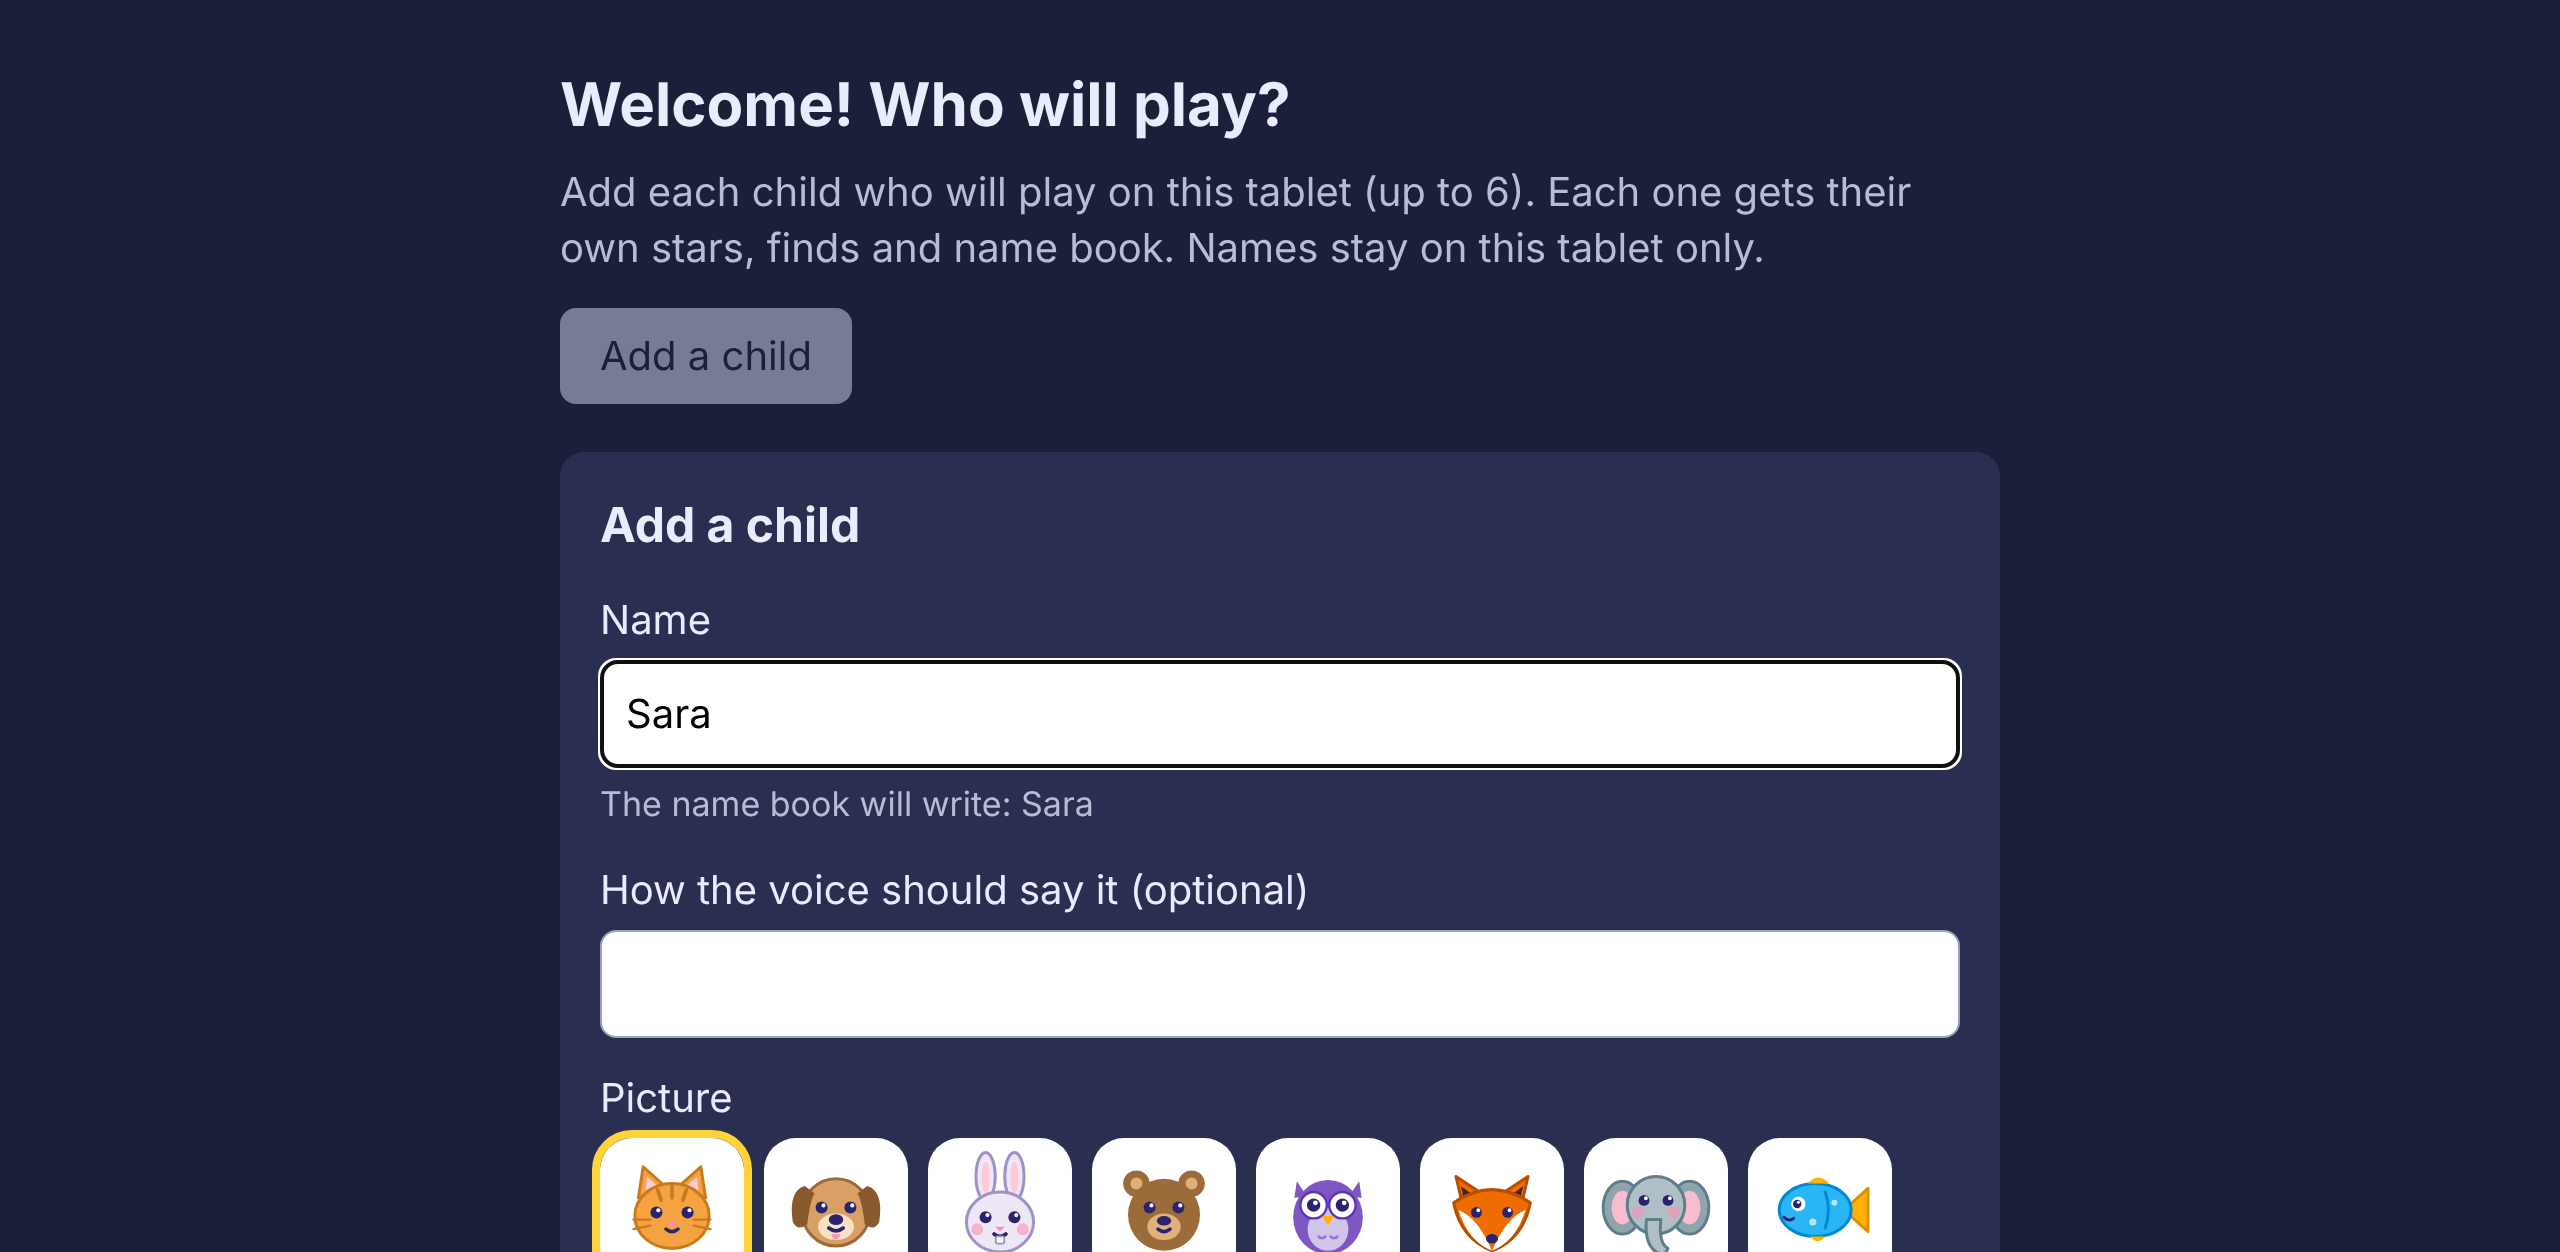 Welcome! Who will play?
Add each child who will play on this tablet (up to 6). Each one gets their
own stars, finds and name book. Names stay on this tablet only.
Add a child
Add a child
Name
Sara
The name book will write: Sara
How the voice should say it (optional)
Picture